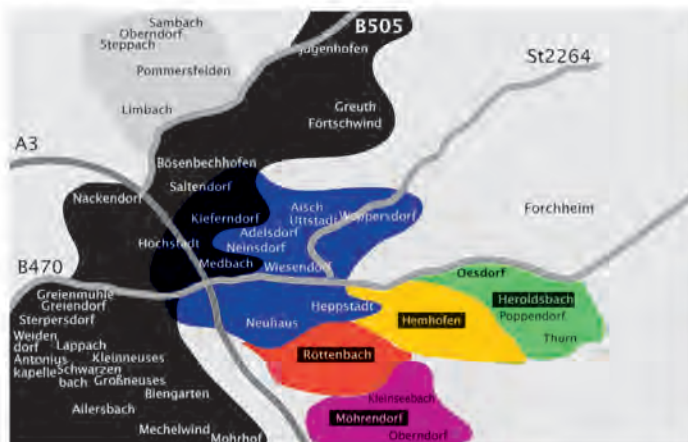 Sambach
Oberndorf
Steppach
B505
Jugenhofen
St2264
Pommersfelden
Limbach
Greuth
Förtschwind
A3
Bösenbechhofen
Saltendorf
Nackendorf
Kieferndorf
Aisch
Uttstadt
Woppersdorf
Forchheim
Adelsdorf
Höchstadt
Neinsdorf
Medbach
Wiesendorf
B470
Oesdorf
Greienmühle
Greiendorf
Heppstädt
Heroldsbach
Sterpersdorf
Neuhaus
Hemhofen
Poppendorf
Weiden
dorf
Lappach
Thurn
Antonius
kapelle
Kleinneuses
Röttenbach
Schwarzen
bach
Großneuses
Biengarten
Kleinseebach
Ailersbach
Möhrendorf
Mechelwind
Mohrhof
Oberndorf